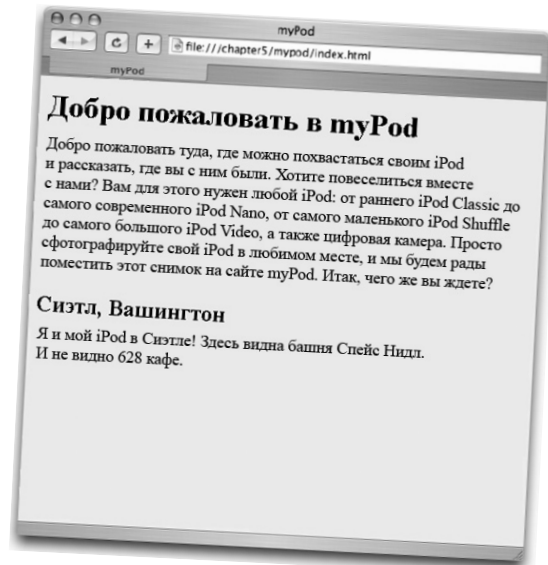 myPod
file:///chapter5/mypod/index.html
myPod
Добро пожаловать в myPod
Добро пожаловать туда, где можно похвастаться своим iPod
и рассказать, где вы с ним были. Хотите повеселиться вместе
с нами? Вам для этого нужен любой iPod: от раннего iPod Classic до
самого современного iPod Nano, от самого маленького iPod Shuffle
до самого большого iPod Video, а также цифровая камера. Просто
сфотографируйте свой iPod в любимом месте, и мы будем рады
поместить этот снимок на сайте myPod. Итак, чего же вы ждете?
Сиэтл, Вашингтон
Я и мой iPod в Сиэтле! Здесь видна башня Спейс Нидл.
И не видно 628 кафе.